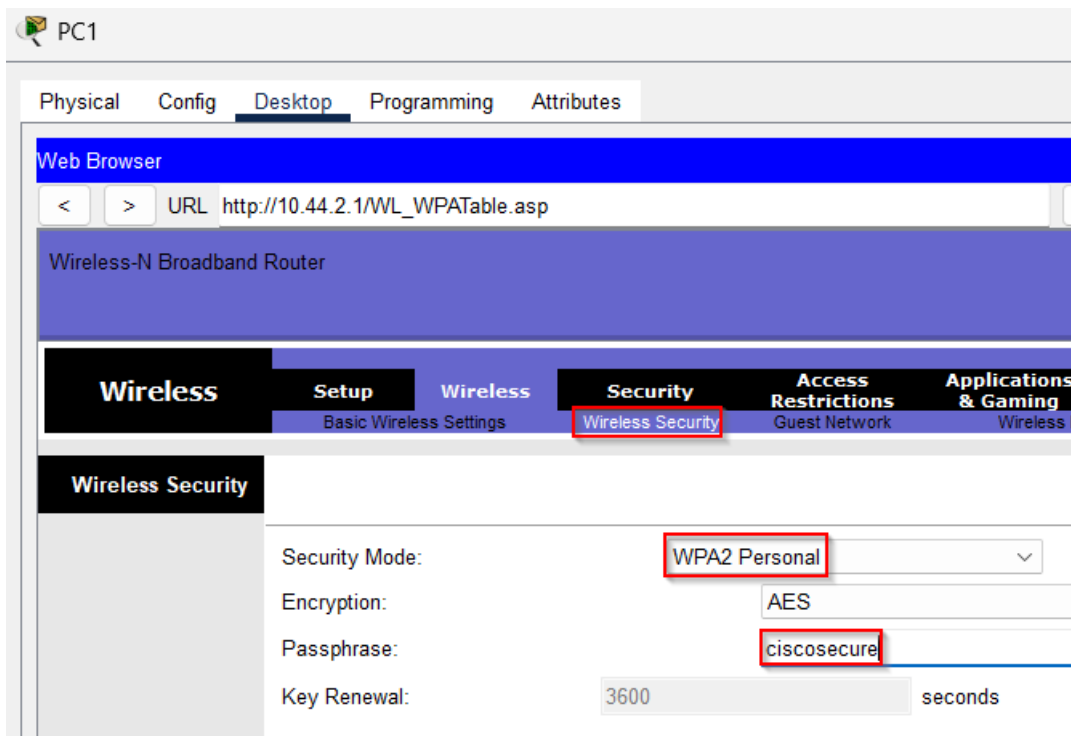 PC1
Physical Config Desktop Programming Attributes
Web Browser
< > URL http://10.44.2.1/WL_WPATable.asp
Wireless-N Broadband Router
Wireless Setup Wireless Security Access Restrictions Applications & Gaming
Basic Wireless Settings Wireless Security Guest Network Wireless
Wireless Security
Security Mode: WPA2 Personal
Encryption: AES
Passphrase: ciscosecure
Key Renewal: 3600 seconds